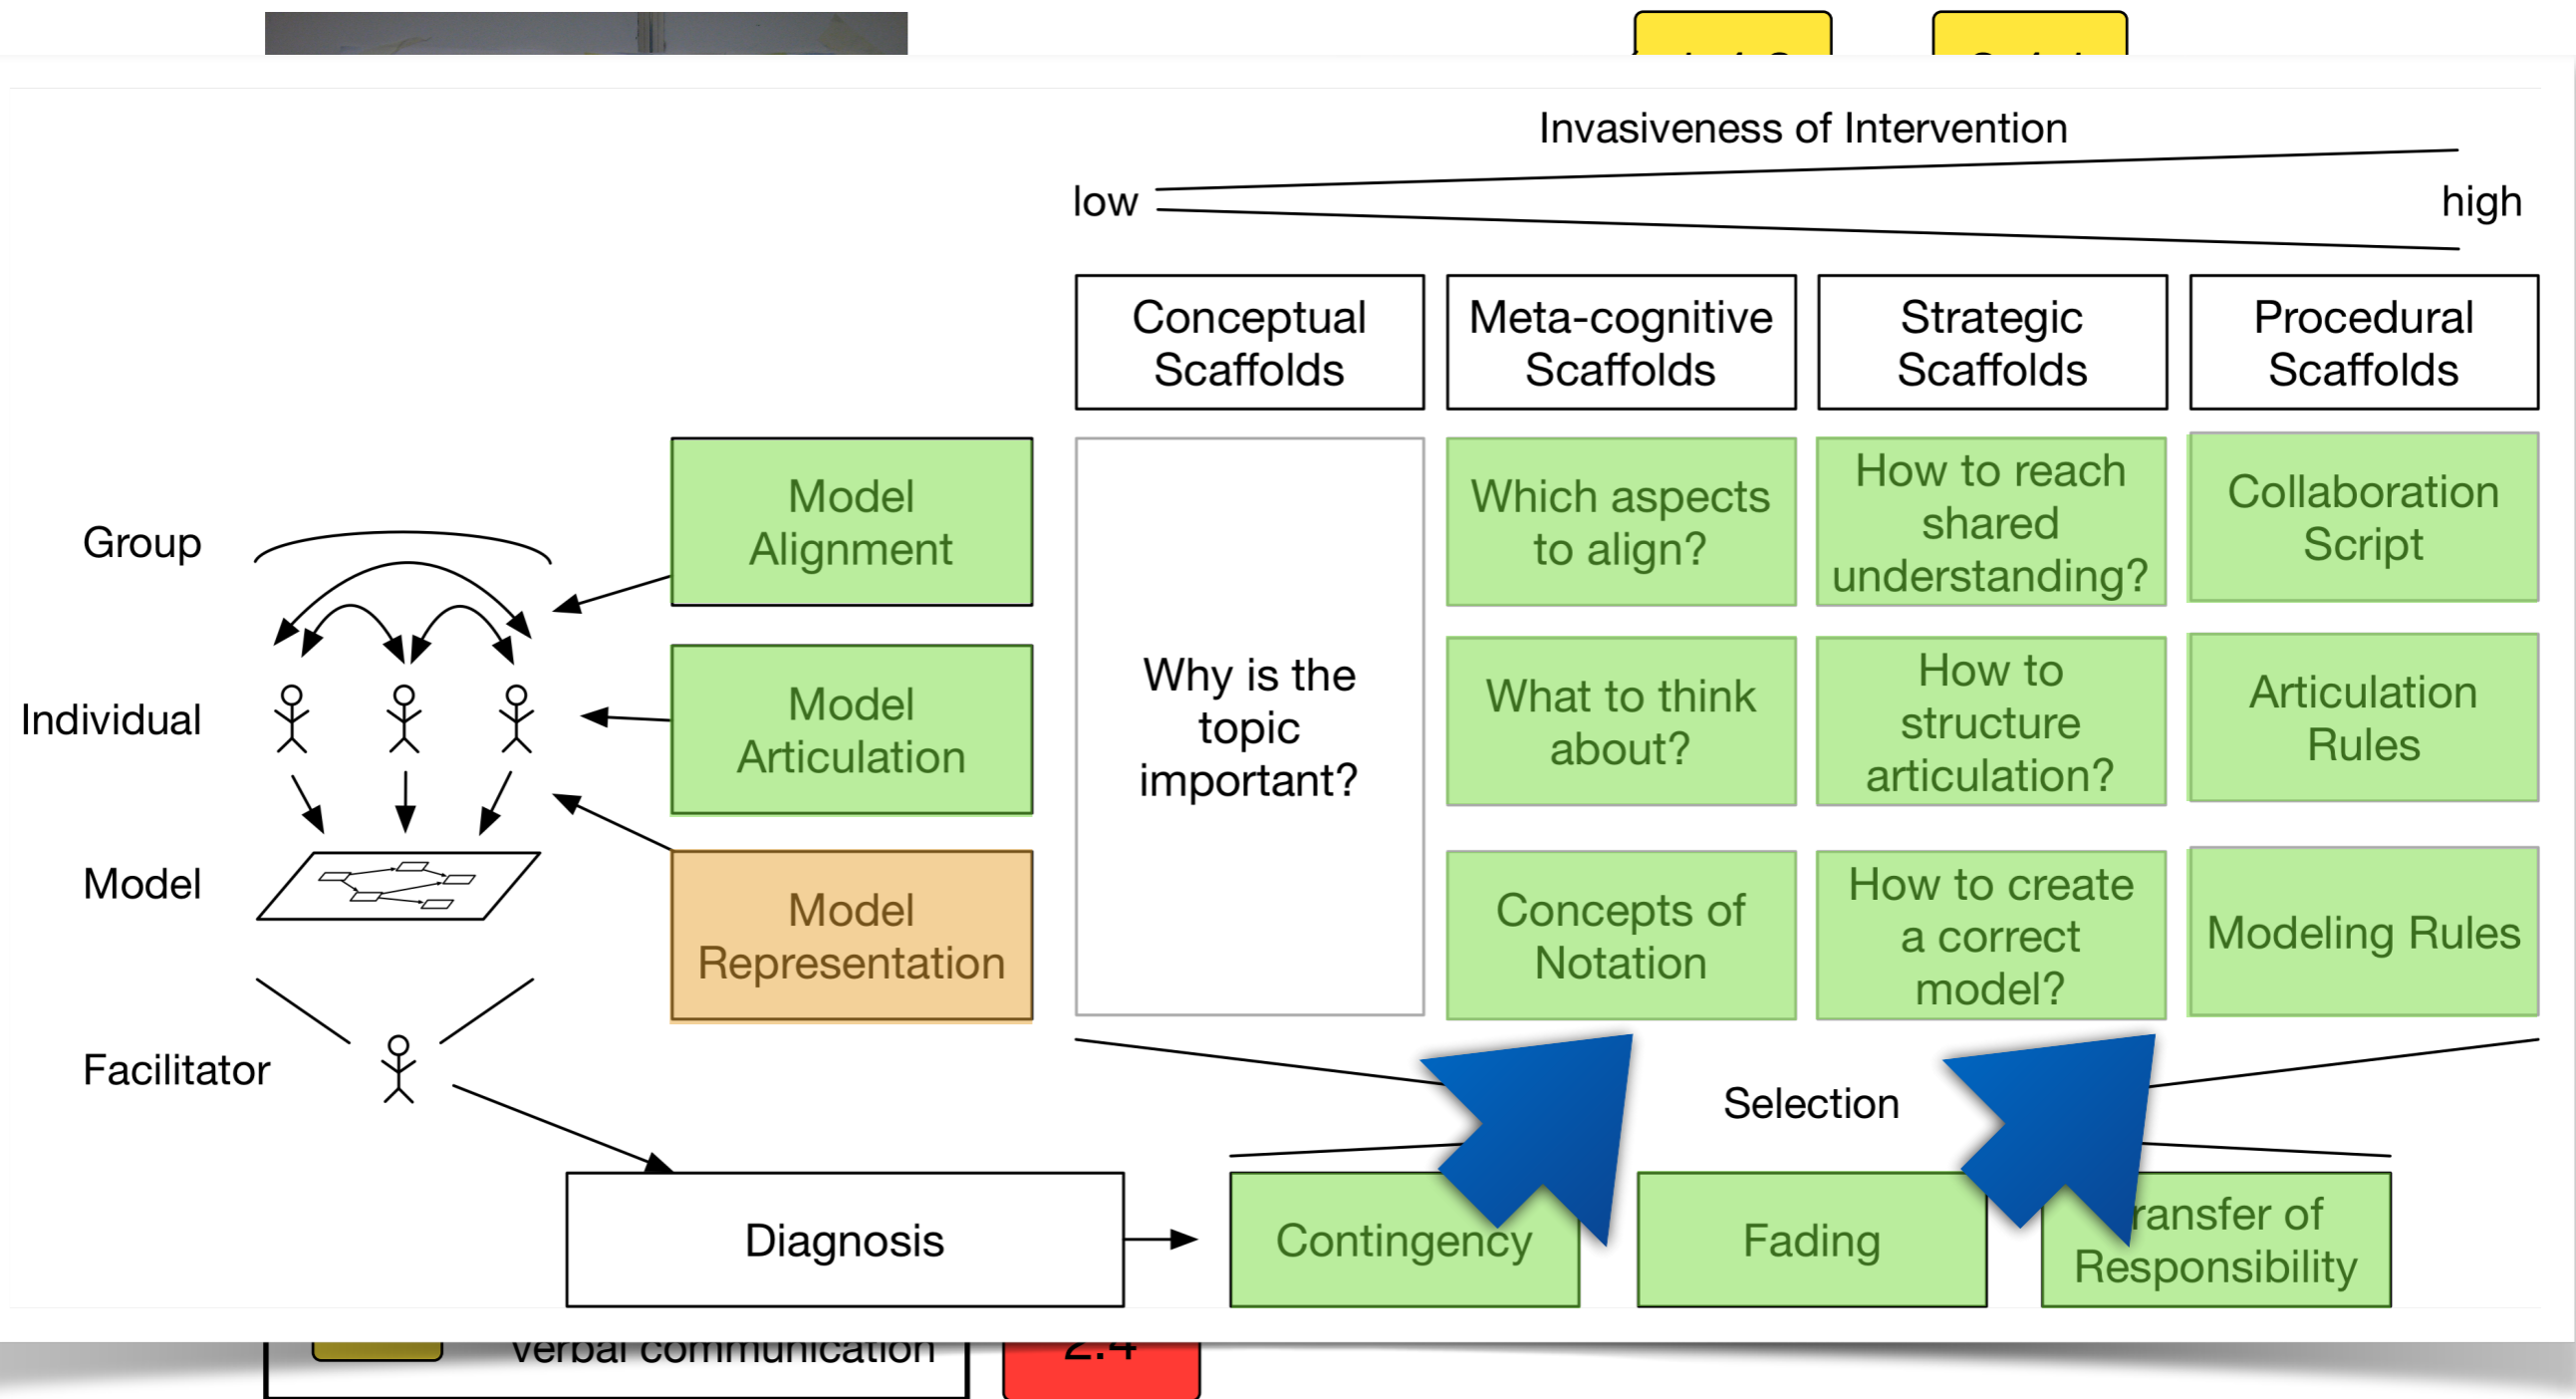 Invasiveness of Intervention
low
high
Conceptual
Scaffolds
Meta-cognitive
Scaffolds
Strategic
Scaffolds
Procedural
Scaffolds
Group
Model
Alignment
Which aspects
to align?
How to reach
shared
understanding?
Collaboration
Script
Individual
Model
Articulation
Why is the
topic
important?
What to think
about?
How to
structure
articulation?
Articulation
Rules
Model
Model
Representation
Concepts of
Notation
How to create
a correct
model?
Modeling Rules
Facilitator
Selection
Diagnosis
Contingency
Fading
ransfer of
Responsibility
verbal communication
2.4